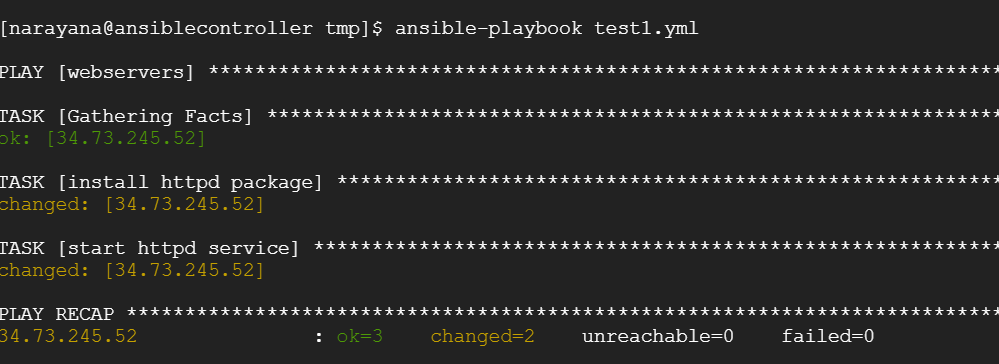 [narayana@ansiblecontroller tmp]$ ansible-playbook test1.yml
PLAY [webservers] ********************************************************************
TASK [Gathering Facts] ***************************************************************
ok: [34.73.245.52]
TASK [install httpd package] *********************************************************
changed: [34.73.245.52]
TASK [start httpd service] ***********************************************************
changed: [34.73.245.52]
PLAY RECAP ***************************************************************************
34.73.245.52 : ok=3 changed=2 unreachable=0 failed=0